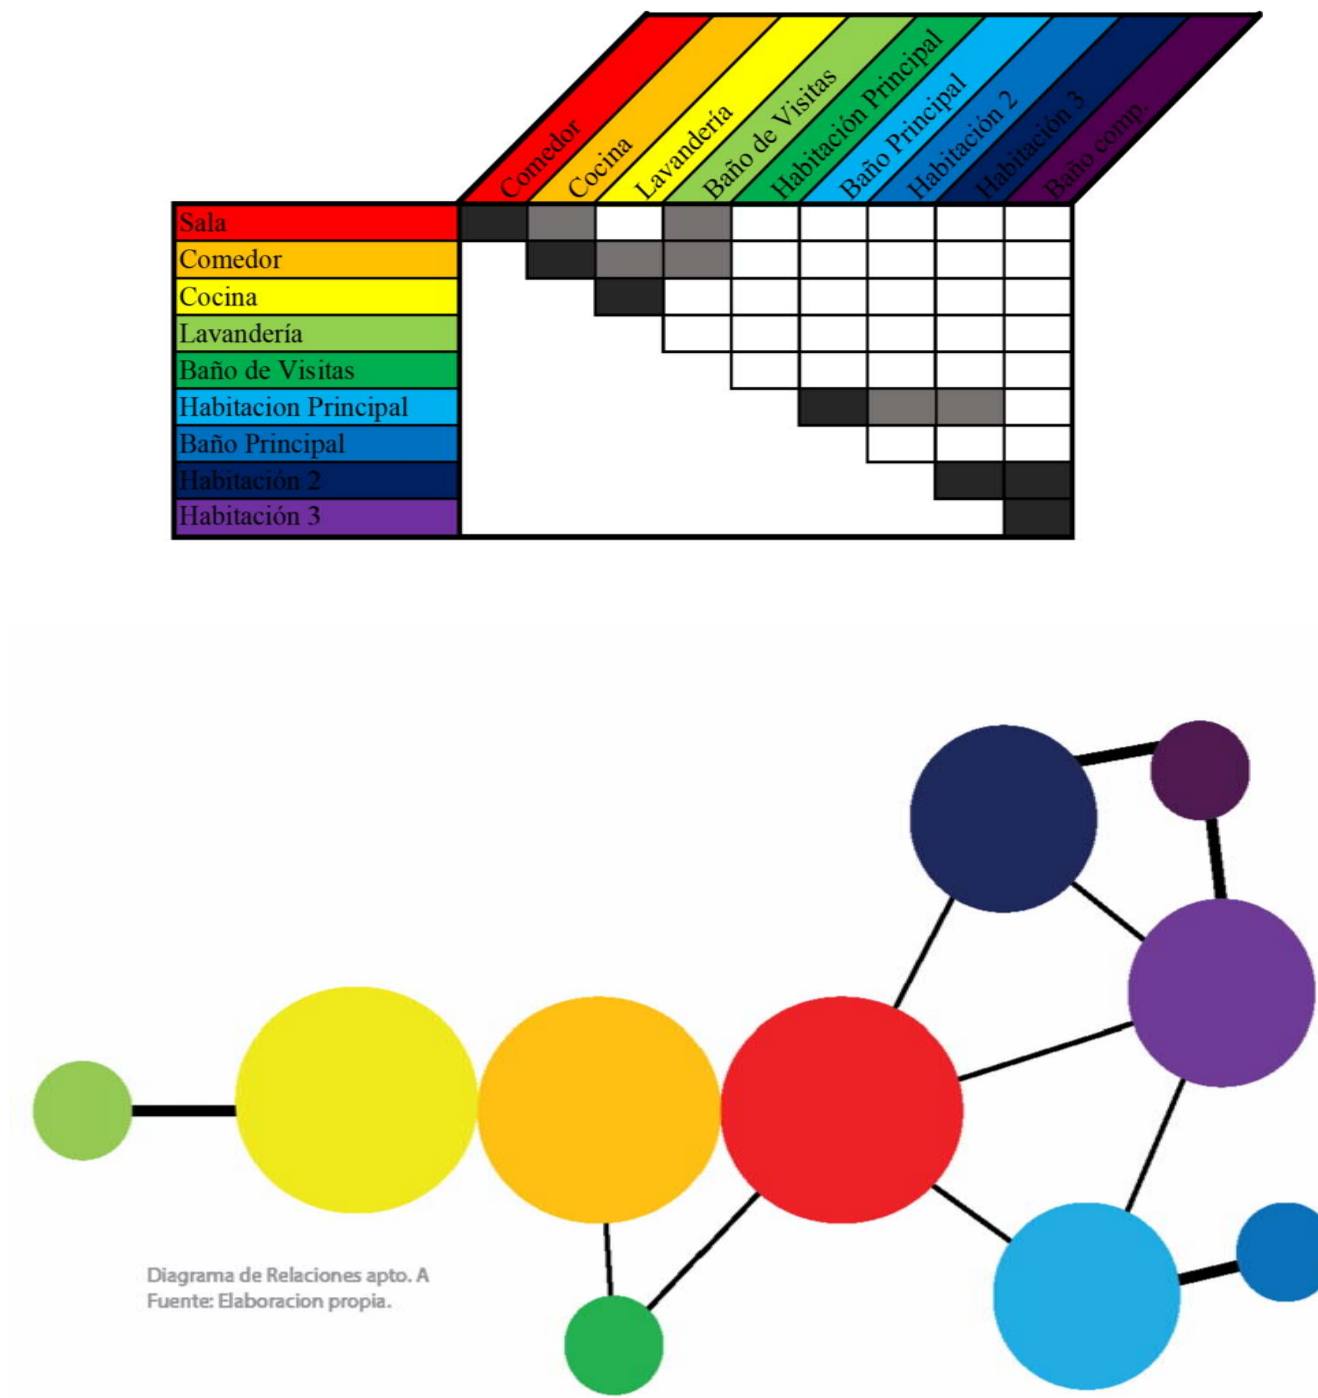 Comedor
Cocina
Lavandería
Baño de Visitas
Habitación Principal
Baño Principal
Habitación 2
Habitación 3
Baño comp.
Sala
Comedor
Cocina
Lavandería
Baño de Visitas
Habitacion Principal
Baño Principal
Habitación 2
Habitación 3
Diagrama de Relaciones apto. A
Fuente: Elaboracion propia.